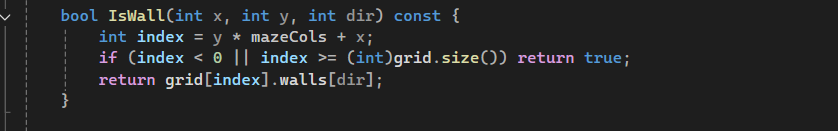 bool IsWall(int x, int y, int dir) const {
int index = y * mazeCols + x;
if (index < 0 || index >= (int)grid.size()) return true;
return grid[index].walls[dir];
}